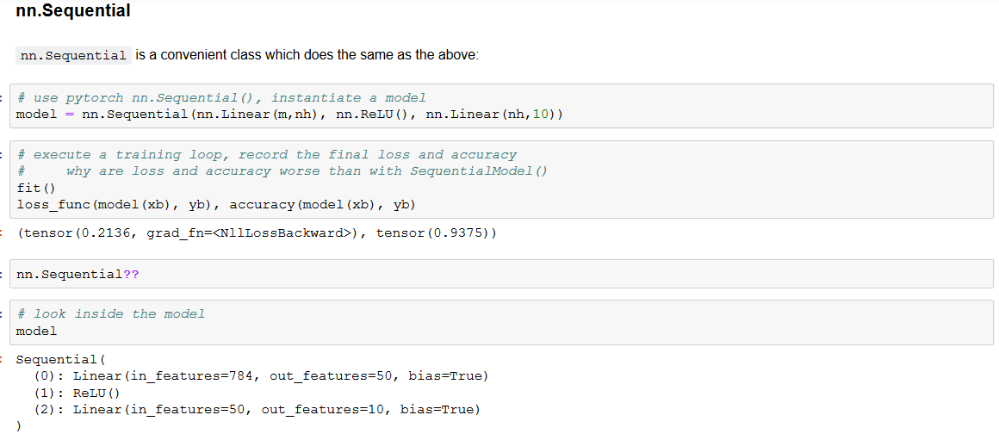 nn.Sequential
nn.Sequential is a convenient class which does the same as the above:
# use pytorch nn.Sequential(), instantiate a model
model = nn.Sequential(nn.Linear(m,nh), nn.ReLU(), nn.Linear(nh,10))
# execute a training loop, record the final loss and accuracy
#     why are loss and accuracy worse than with SequentialModel()
fit()
loss_func(model(xb), yb), accuracy(model(xb), yb)
(tensor(0.2136, grad_fn=<NllLossBackward>), tensor(0.9375))
nn.Sequential??
# look inside the model
model
Sequential(
  (0): Linear(in_features=784, out_features=50, bias=True)
  (1): ReLU()
  (2): Linear(in_features=50, out_features=10, bias=True)
)